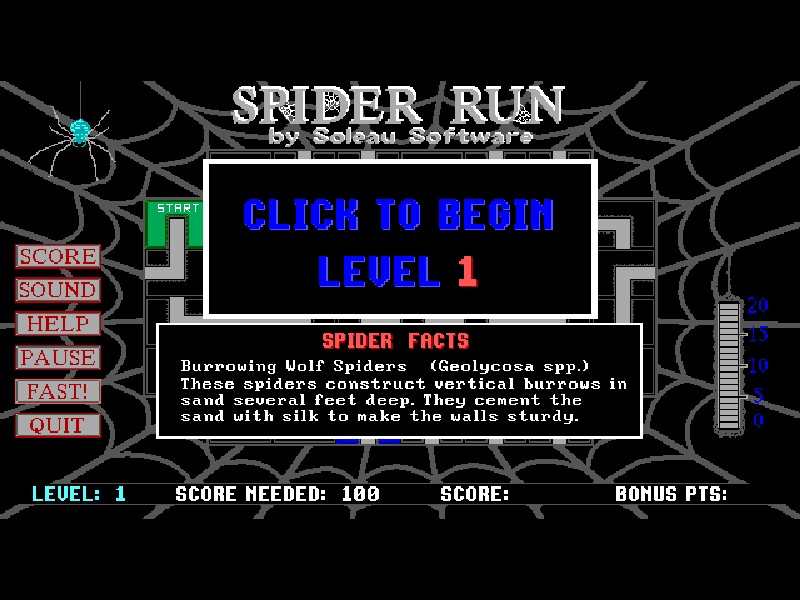 SPIDER RUN
by Soleau Software
CLICK TO BEGIN
LEVEL 1
START
SCORE
SOUND
HELP
PAUSE
FAST!
QUIT
20
15
10
5
0
SPIDER FACTS
Burrowing Wolf Spiders (Geolycosa spp.)
These spiders construct vertical burrows in
sand several feet deep. They cement the
sand with silk to make the walls sturdy.
LEVEL: 1 SCORE NEEDED: 100 SCORE: BONUS PTS: